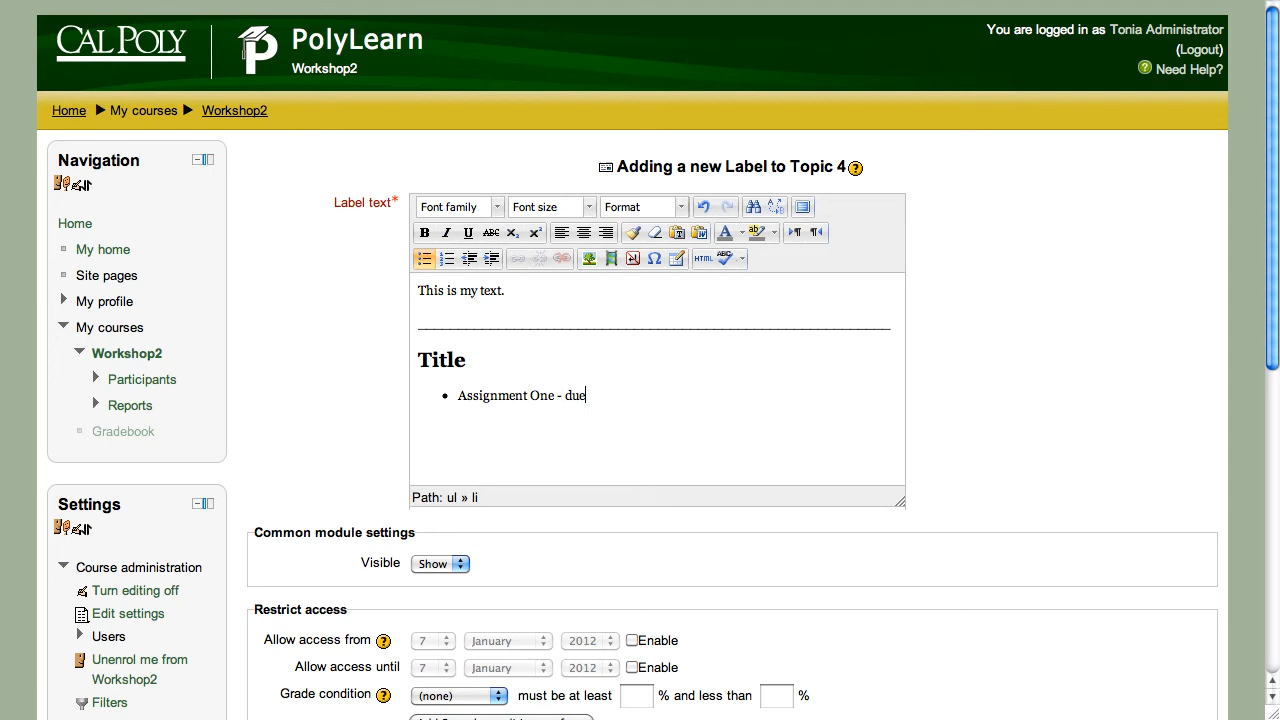 CAL POLY
PolyLearn
Workshop2
You are logged in as Tonia Administrator
(Logout)
Need Help?
Home ▶ My courses ▶ Workshop2
Navigation
Home
My home
Site pages
My profile
My courses
Workshop2
Participants
Reports
Gradebook
Settings
Course administration
Turn editing off
Edit settings
Users
Unenrol me from
Workshop2
Filters
Adding a new Label to Topic 4
Label text*
Font family Font size Format
B I U ABC x₂ x²
HTML ABC
This is my text.
Title
• Assignment One - due
Path: ul » li
Common module settings
Visible Show
Restrict access
Allow access from 7 January 2012 Enable
Allow access until 7 January 2012 Enable
Grade condition (none) must be at least % and less than %